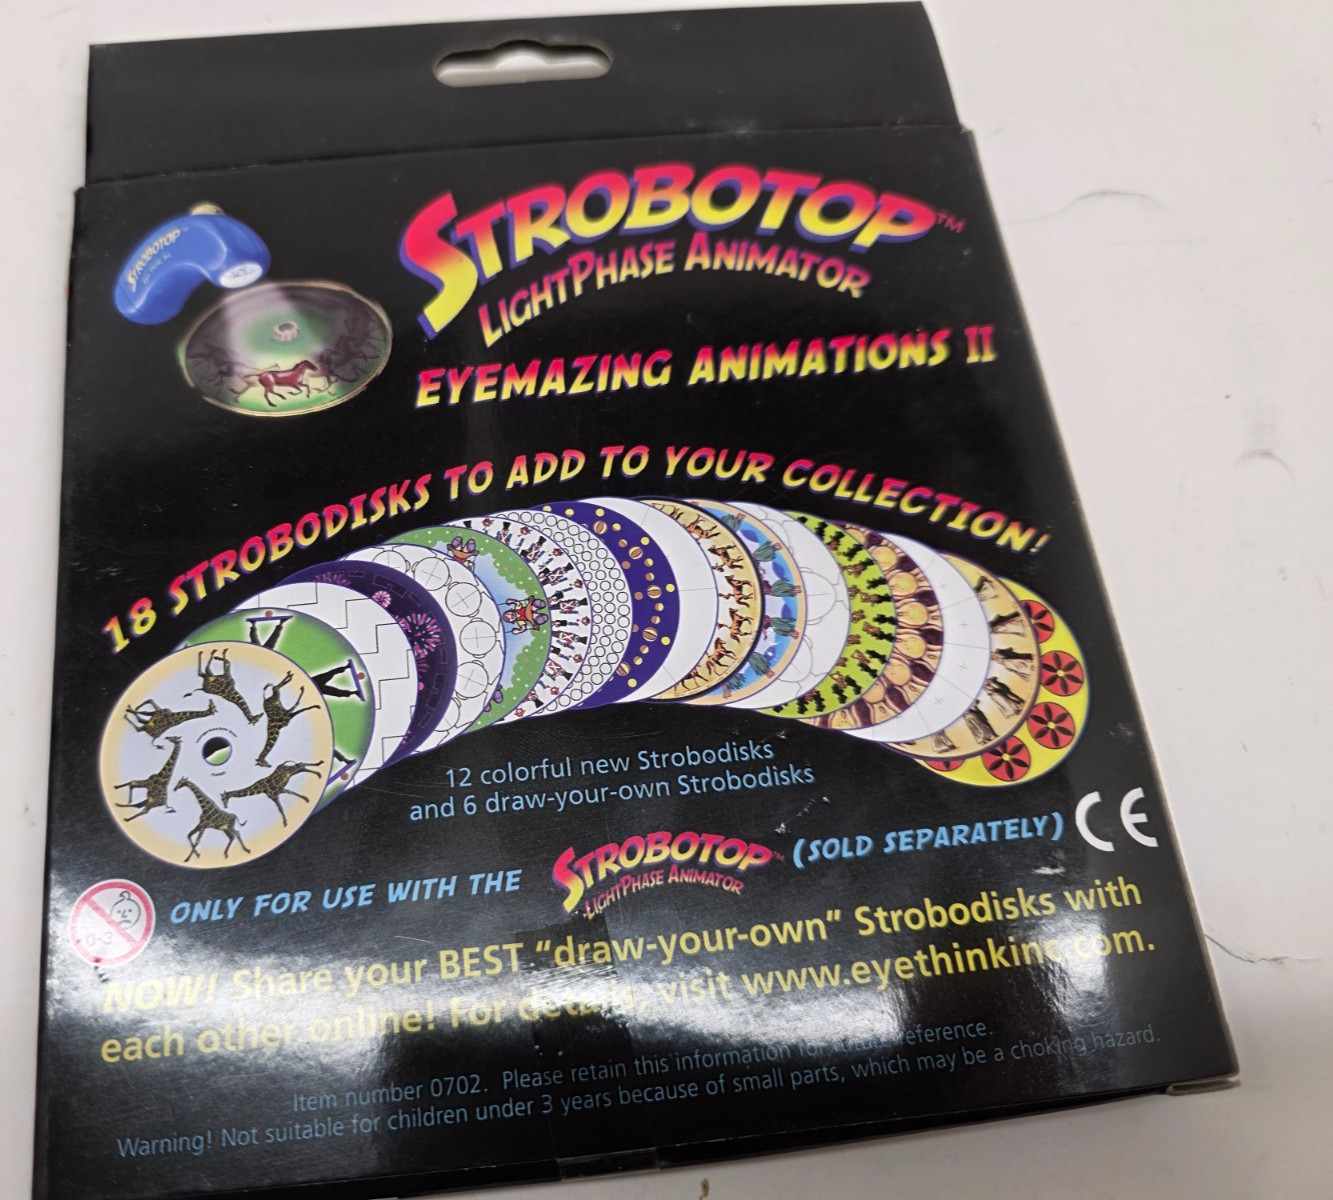 STROBOTOP™
LIGHTPHASE ANIMATOR
STROBOTOP
EYEMAZING ANIMATIONS II
18 STROBODISKS TO ADD TO YOUR COLLECTION!
12 colorful new Strobodisks
and 6 draw-your-own Strobodisks
ONLY FOR USE WITH THE STROBOTOP™ LIGHTPHASE ANIMATOR (SOLD SEPARATELY) CE
0-3
NOW! Share your BEST "draw-your-own" Strobodisks with
each other online! For details, visit www.eyethinking.com.
Item number 0702. Please retain this information for future reference.
Warning! Not suitable for children under 3 years because of small parts, which may be a choking hazard.